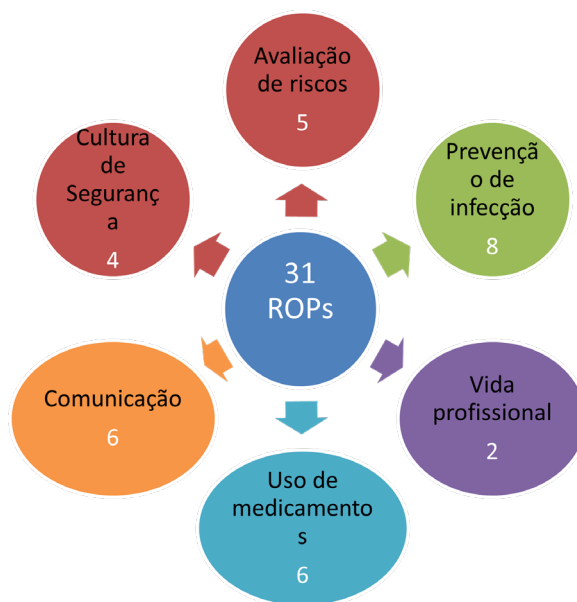 Avaliação
de riscos
5
Cultura
de
Seguranç
a
4
Prevençã
o de
infecção
8
31
ROPs
Comunicação
6
Vida
profissional
2
Uso de
medicamento
s
6